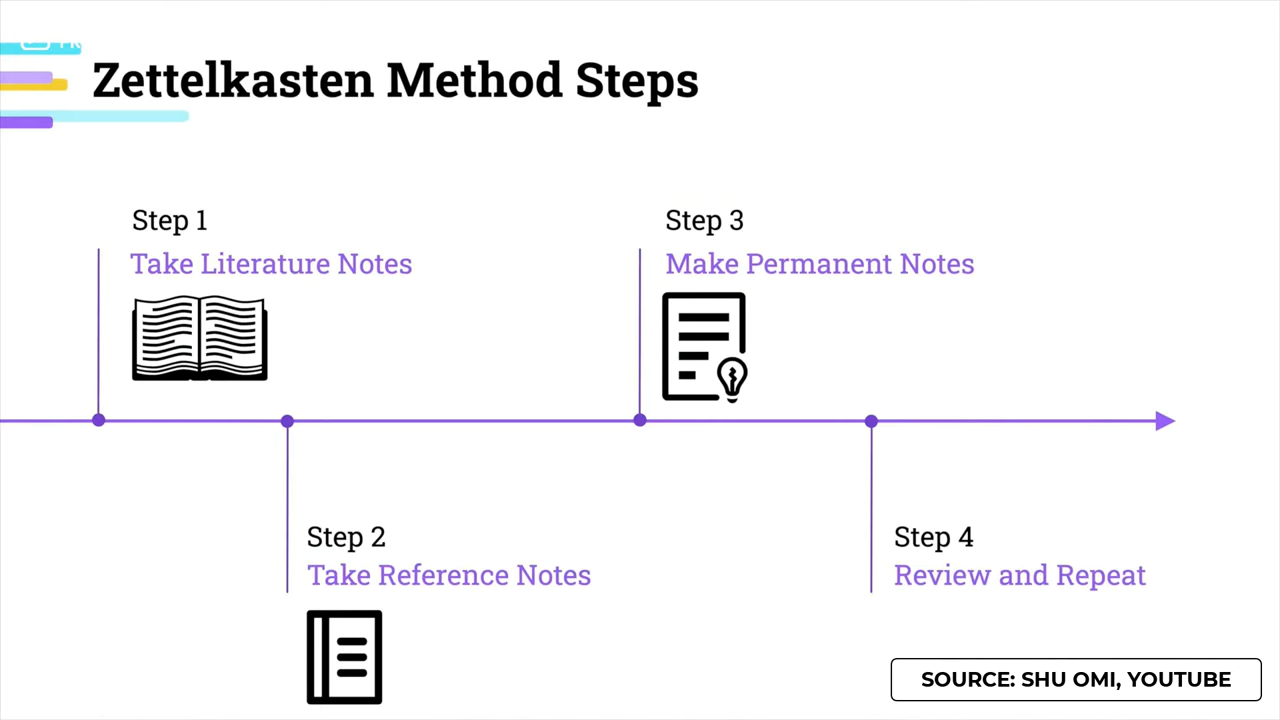 Zettelkasten Method Steps
Step 1
Take Literature Notes
Step 3
Make Permanent Notes
Step 2
Take Reference Notes
Step 4
Review and Repeat
SOURCE: SHU OMI, YOUTUBE